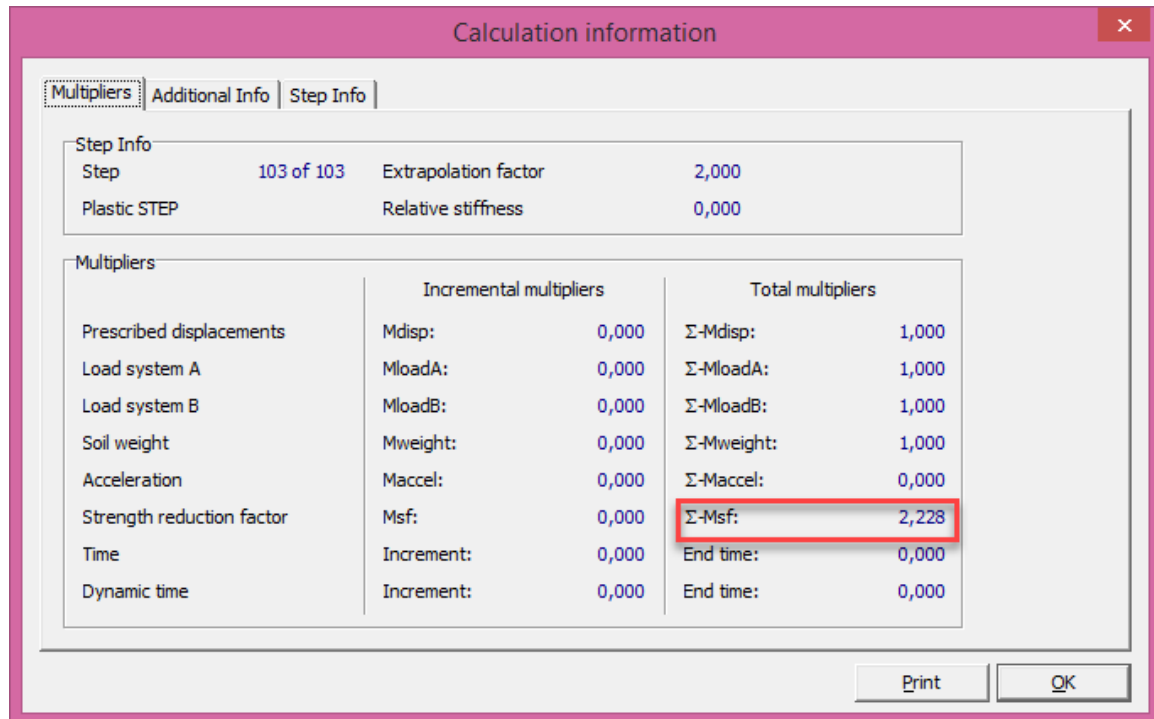 Calculation information
Multipliers Additional Info Step Info
Step Info
Step 103 of 103 Extrapolation factor 2,000
Plastic STEP Relative stiffness 0,000
Multipliers
Incremental multipliers Total multipliers
Prescribed displacements Mdisp: 0,000 Σ-Mdisp: 1,000
Load system A MloadA: 0,000 Σ-MloadA: 1,000
Load system B MloadB: 0,000 Σ-MloadB: 1,000
Soil weight Mweight: 0,000 Σ-Mweight: 1,000
Acceleration Maccel: 0,000 Σ-Maccel: 0,000
Strength reduction factor Msf: 0,000 Σ-Msf: 2,228
Time Increment: 0,000 End time: 0,000
Dynamic time Increment: 0,000 End time: 0,000
Print OK